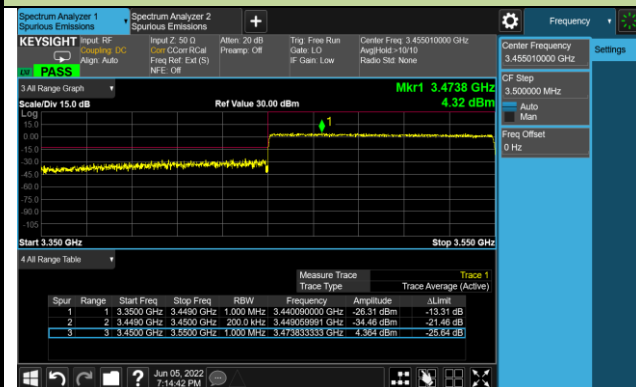 Spectrum Analyzer 1
Spurious Emissions
Spectrum Analyzer 2
Spurious Emissions
+
Frequency
KEYSIGHT
Input: RF
Coupling: DC
Align: Auto
Input Z: 50 Ω
Corr CCorr RCal
Freq Ref: Ext (S)
NFE: Off
Atten: 20 dB
Preamp: Off
Trig: Free Run
Gate: LO
IF Gain: Low
Center Freq: 3.455010000 GHz
Avg|Hold:>10/10
Radio Std: None
PASS
Center Frequency
3.455010000 GHz
Settings
CF Step
3.500000 MHz
Auto
Man
Freq Offset
0 Hz
3 All Range Graph
Mkr1 3.4738 GHz
Scale/Div 15.0 dB
Ref Value 30.00 dBm
4.32 dBm
Log
15.0
0.00
-15.0
-30.0
-45.0
-60.0
-75.0
-90.0
-105
1
Start 3.350 GHz
Stop 3.550 GHz
4 All Range Table
Measure Trace Trace 1
Trace Type Trace Average (Active)
Spur Range Start Freq Stop Freq RBW Frequency Amplitude ΔLimit
1 1 3.3500 GHz 3.4490 GHz 1.000 MHz 3.440090000 GHz -26.31 dBm -13.31 dB
2 2 3.4490 GHz 3.4500 GHz 200.0 kHz 3.449059991 GHz -34.46 dBm -21.46 dB
3 3 3.4500 GHz 3.5500 GHz 1.000 MHz 3.473833333 GHz 4.364 dBm -25.64 dB
?
Jun 05, 2022
7:14:42 PM